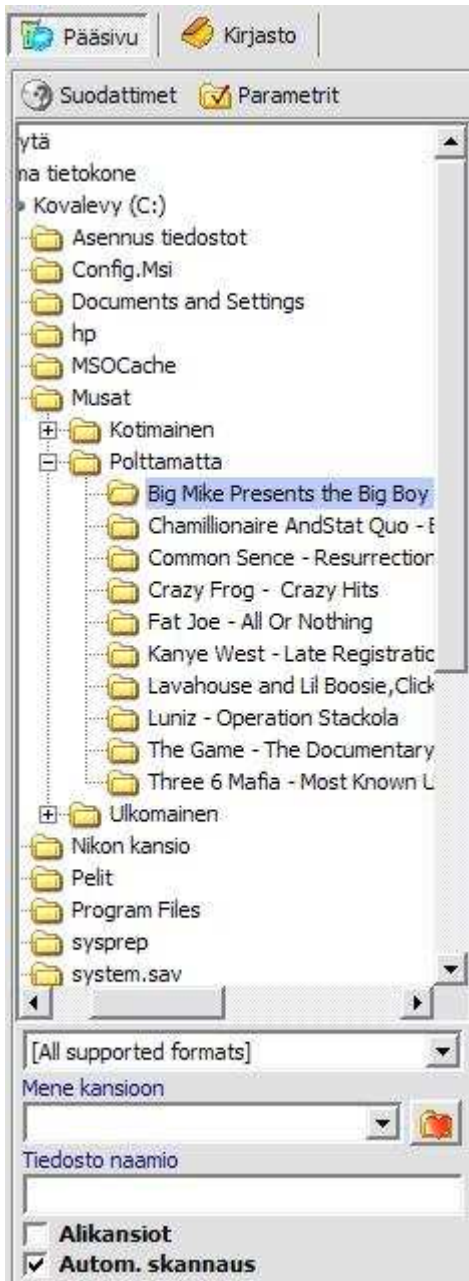 Pääsivu Kirjasto
Suodattimet Parametrit
ytä
ma tietokone
Kovalevy (C:)
Asennus tiedostot
Config.Msi
Documents and Settings
hp
MSOCache
Musat
Kotimainen
Polttamatta
Big Mike Presents the Big Boy
Chamillionaire AndStat Quo - E
Common Sence - Resurrection
Crazy Frog - Crazy Hits
Fat Joe - All Or Nothing
Kanye West - Late Registratic
Lavahouse and Lil Boosie,Click
Luniz - Operation Stackola
The Game - The Documentary
Three 6 Mafia - Most Known U
Ulkomainen
Nikon kansio
Pelit
Program Files
sysprep
system.sav
[All supported formats]
Mene kansioon
Tiedosto naamio
Alikansiot
Autom. skannaus